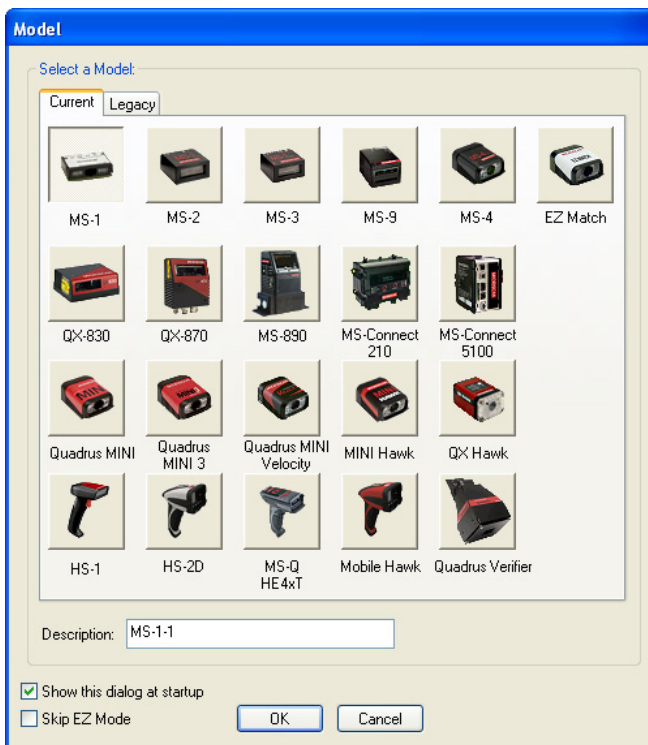 Model
Select a Model:
Current Legacy
MS-1 MS-2 MS-3 MS-9 MS-4 EZ Match
QX-830 QX-870 MS-890 MS-Connect 210 MS-Connect 5100
Quadrus MINI Quadrus MINI 3 Quadrus MINI Velocity MINI Hawk QX Hawk
HS-1 HS-2D MS-Q HE4xT Mobile Hawk Quadrus Verifier
Description: MS-1-1
Show this dialog at startup
Skip EZ Mode OK Cancel